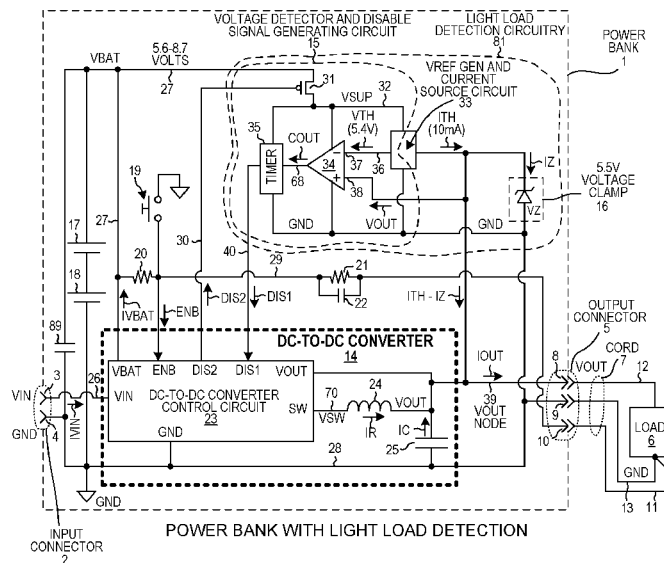 VOLTAGE DETECTOR AND DISABLE
SIGNAL GENERATING CIRCUIT
15
LIGHT LOAD
DETECTION CIRCUITRY
81
POWER
BANK
1
VBAT
5.6-8.7
VOLTS
27
31
VSUP
32
VREF GEN AND
CURRENT
SOURCE CIRCUIT
33
VTH
(5.4V)
ITH
(10mA)
35
COUT
TIMER
68
34
37
36
38
VOUT
IZ
VZ
5.5V
VOLTAGE
CLAMP
16
GND
GND
19
27
30
40
29
17
18
20
21
22
IVBAT
ENB
DIS2
DIS1
ITH - IZ
OUTPUT
CONNECTOR
5
CORD
7
89
DC-TO-DC CONVERTER
14
VBAT
ENB
DIS2
DIS1
VOUT
IOUT
8
VOUT
12
VIN
3
26
VIN
DC-TO-DC CONVERTER
CONTROL CIRCUIT
23
SW
70
VSW
24
IR
VOUT
39
VOUT
NODE
9
LOAD
6
GND
4
IVIN
GND
IC
25
10
28
GND
13
11
GND
INPUT
CONNECTOR
2
POWER BANK WITH LIGHT LOAD DETECTION